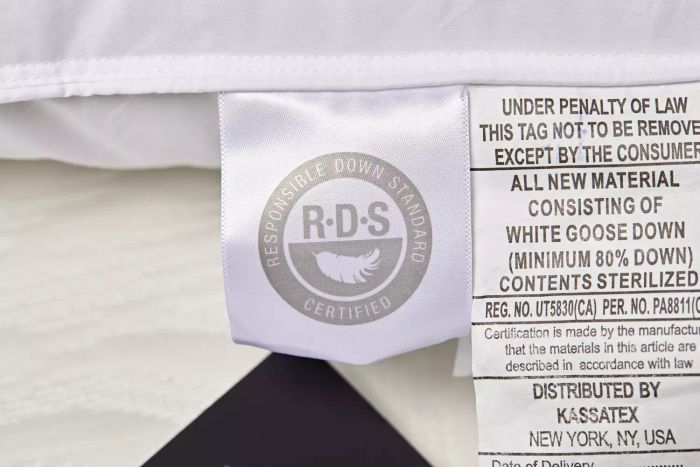 RESPONSIBLE DOWN STANDARD
R·D·S
CERTIFIED
UNDER PENALTY OF LAW
THIS TAG NOT TO BE REMOVE
EXCEPT BY THE CONSUMER
ALL NEW MATERIAL
CONSISTING OF
WHITE GOOSE DOWN
(MINIMUM 80% DOWN)
CONTENTS STERILIZED
REG. NO. UT5830(CA) PER. NO. PA8811(C
Certification is made by the manufactur
that the materials in this article are
described in accordance with law
DISTRIBUTED BY
KASSATEX
NEW YORK, NY, USA
Date of Delivery